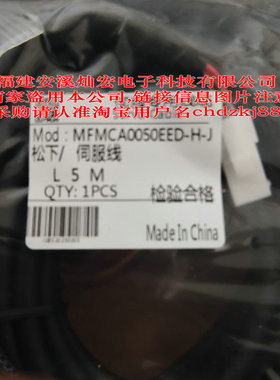 福建安溪灿宏电子科技有限公司
商家盗用本公司,链接信息图片注意
采购请认准淘宝用户名chdzkj88
Mod: MFMCA0050EED-H-J
松下/ 伺服线
L 5 M
QTY: 1PCS
检验合格
Made In China